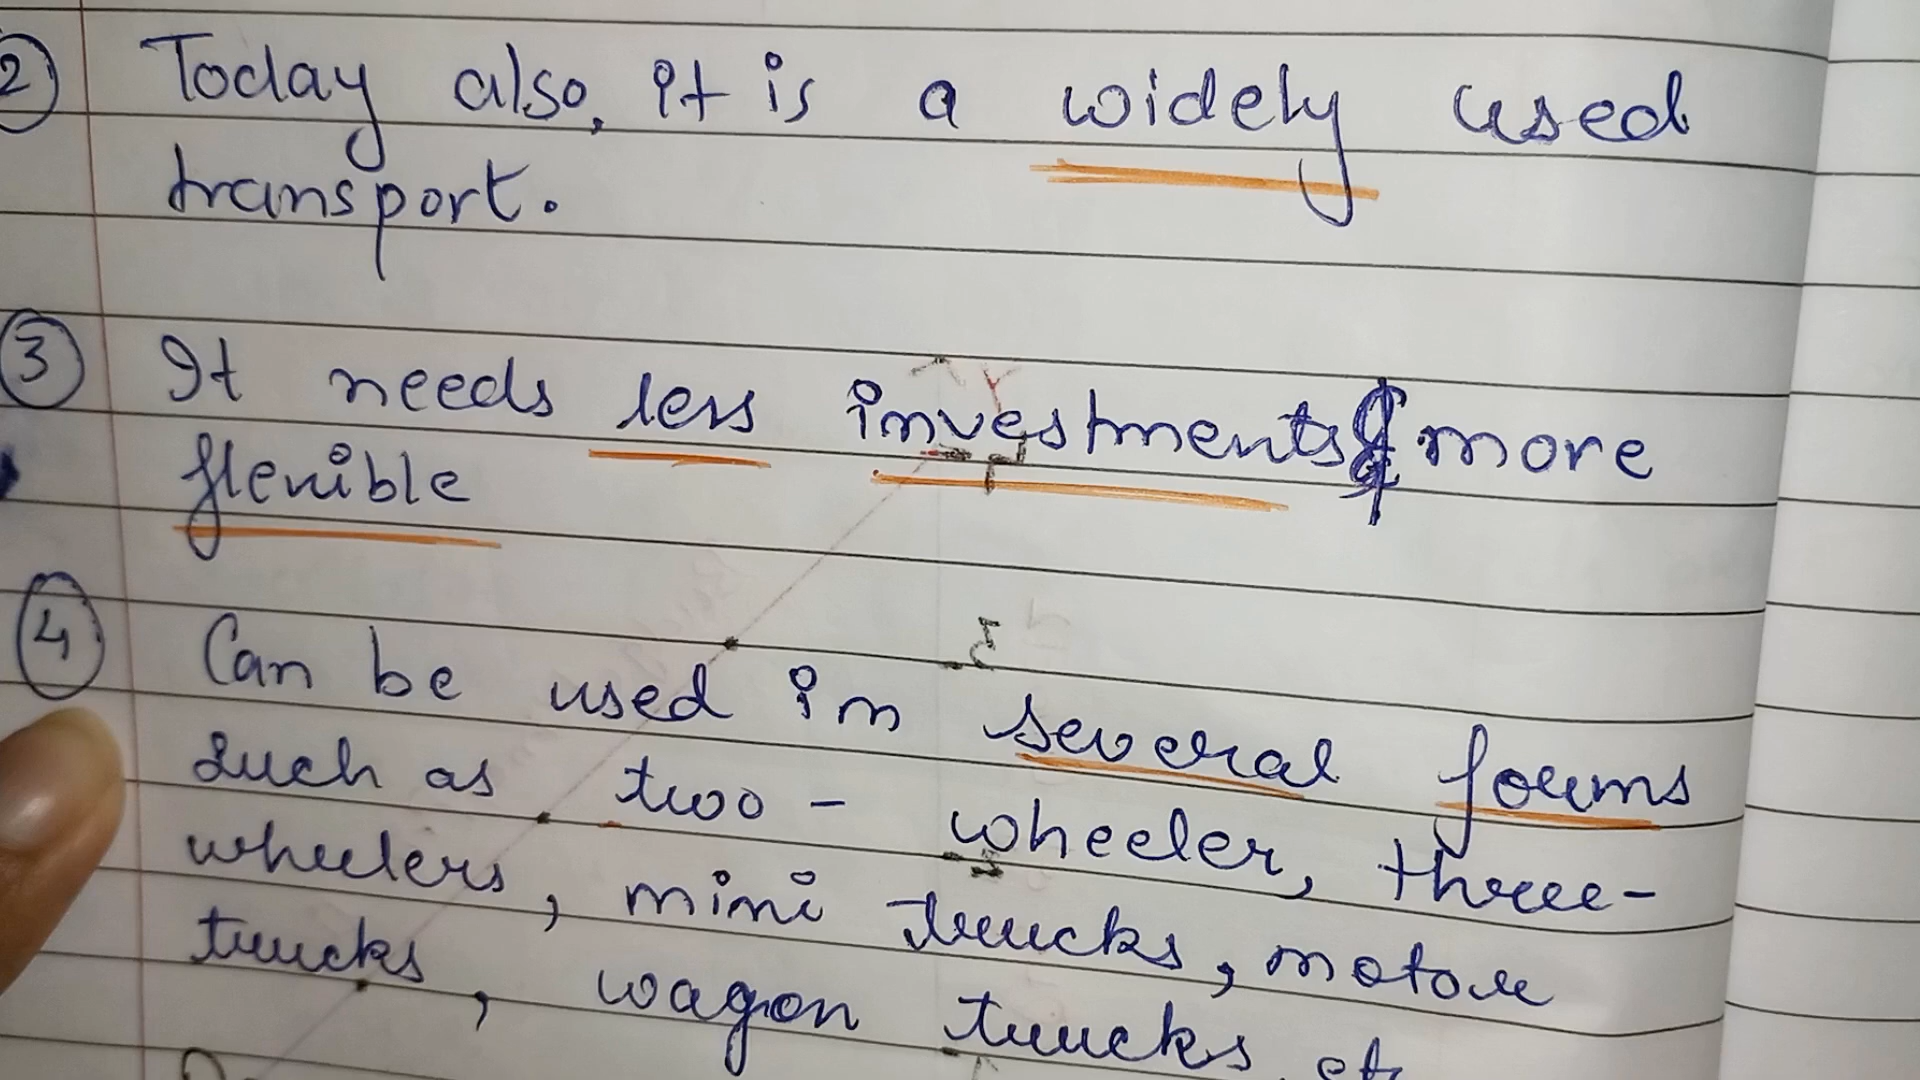 ② Today also, it is a widely used
transport.
③ It needs less investments & more
flexible
④ Can be used in several forms
such as two - wheeler, three-
wheelers, mini trucks, motor
trucks, wagon trucks, etc